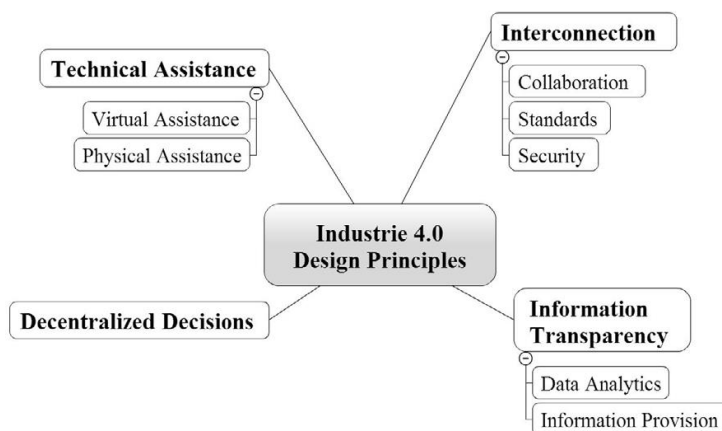 Technical Assistance
Virtual Assistance
Physical Assistance
Interconnection
Collaboration
Standards
Security
Industrie 4.0
Design Principles
Decentralized Decisions
Information
Transparency
Data Analytics
Information Provision